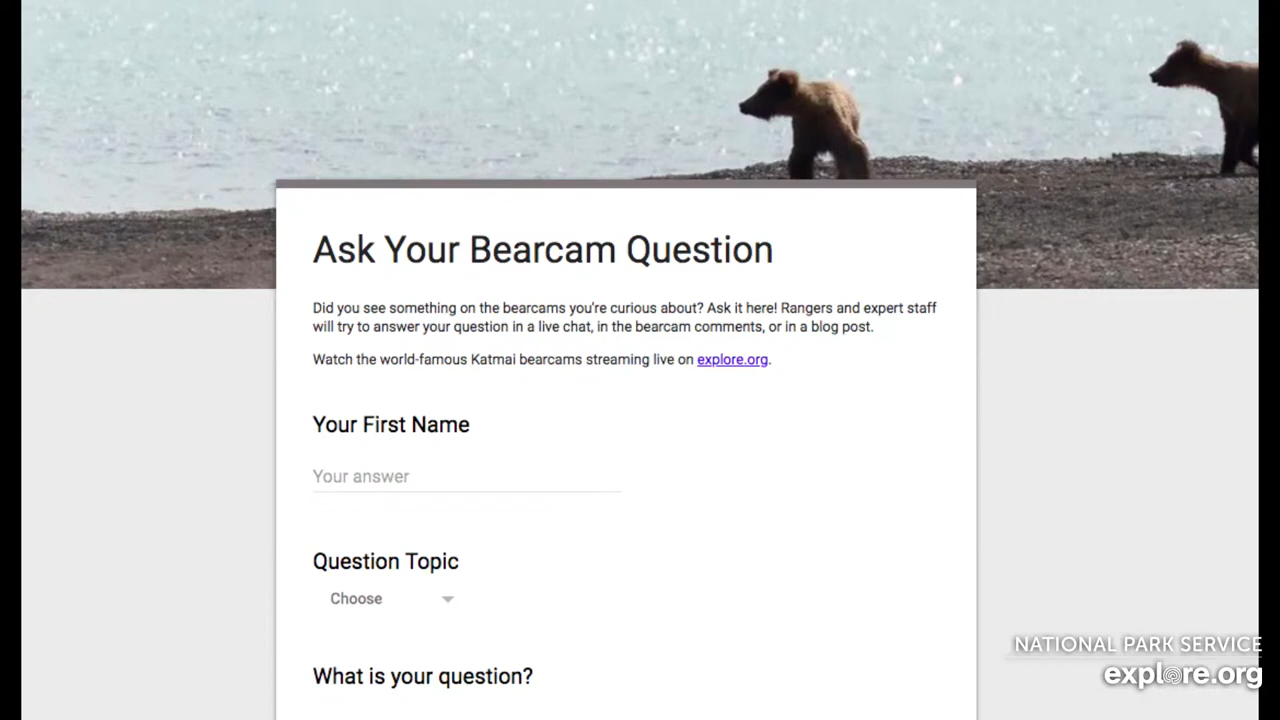 Ask Your Bearcam Question
Did you see something on the bearcams you're curious about? Ask it here! Rangers and expert staff
will try to answer your question in a live chat, in the bearcam comments, or in a blog post.
Watch the world-famous Katmai bearcams streaming live on explore.org.
Your First Name
Your answer
Question Topic
Choose
What is your question?
NATIONAL PARK SERVICE
explore.org